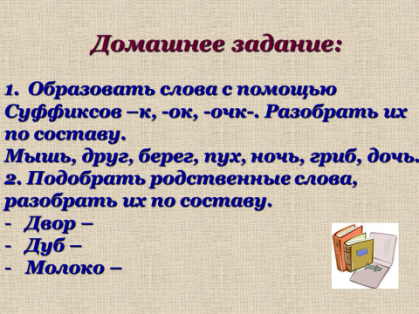 Домашнее задание:
1. Образовать слова с помощью
Суффиксов –к, -ок, -очк-. Разобрать их
по составу.
Мышь, друг, берег, пух, ночь, гриб, дочь.
2. Подобрать родственные слова,
разобрать их по составу.
- Двор –
- Дуб –
- Молоко –